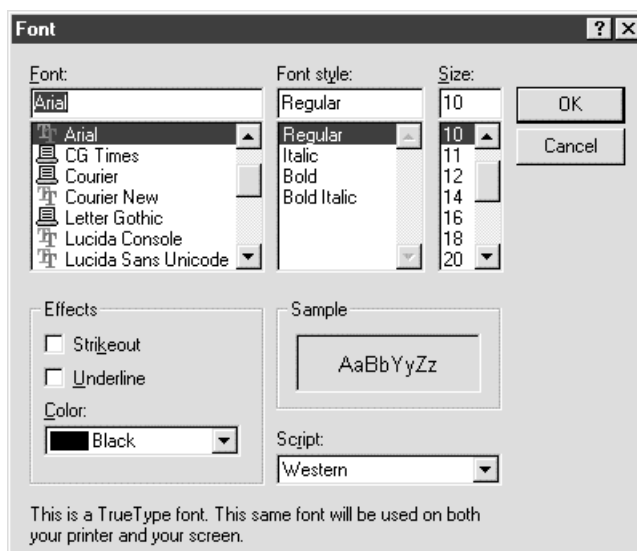 Font
Font:
Arial
Arial
CG Times
Courier
Courier New
Letter Gothic
Lucida Console
Lucida Sans Unicode
Font style:
Regular
Regular
Italic
Bold
Bold Italic
Size:
10
10
11
12
14
16
18
20
OK
Cancel
Effects
Strikeout
Underline
Color:
Black
Sample
AaBbYyZz
Script:
Western
This is a TrueType font. This same font will be used on both
your printer and your screen.